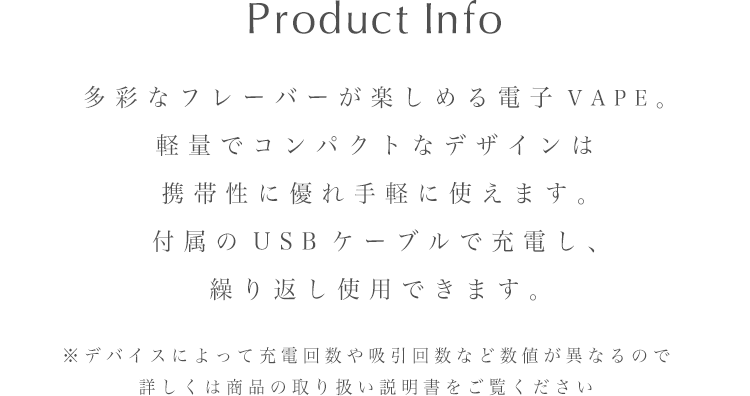 Product Info
多彩なフレーバーが楽しめる電子VAPE。
軽量でコンパクトなデザインは
携帯性に優れ手軽に使えます。
付属のUSBケーブルで充電し、
繰り返し使用できます。
※デバイスによって充電回数や吸引回数など数値が異なるので
詳しくは商品の取り扱い説明書をご覧ください